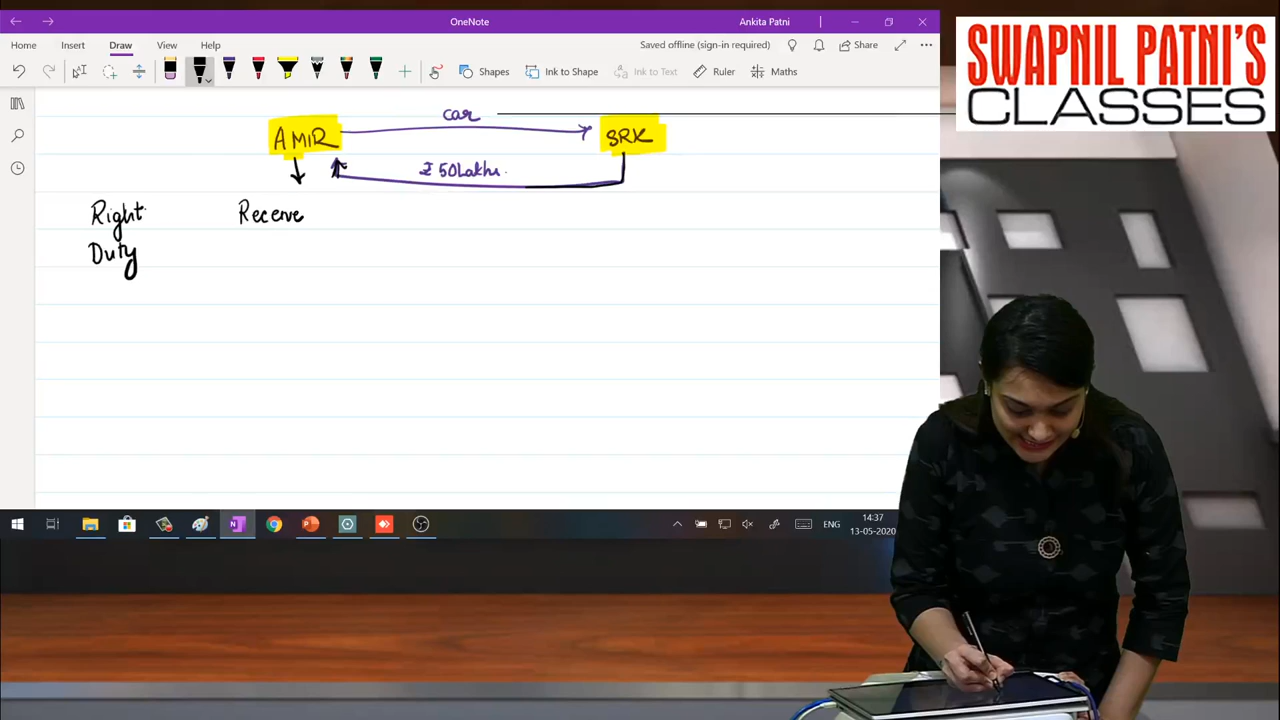 OneNote
Ankita Patni
Home Insert Draw View Help
Saved offline (sign-in required)
Share
Shapes
Ink to Shape
Ink to Text
Ruler
Maths
SWAPNIL PATNI'S
CLASSES
car
AMIR
SRK
₹ 50 Lakhs.
Right
Receive
Duty
ENG
14:37
13-05-2020